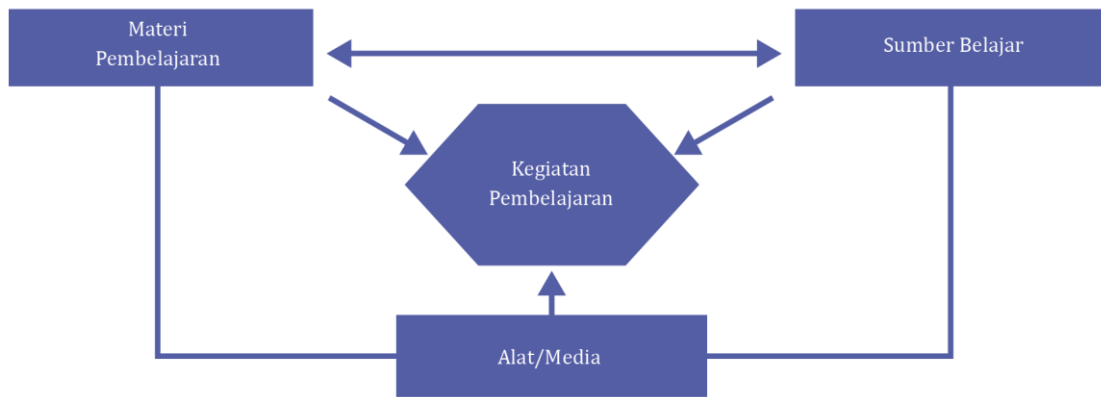 Materi
Pembelajaran
Sumber Belajar
Kegiatan
Pembelajaran
Alat/Media